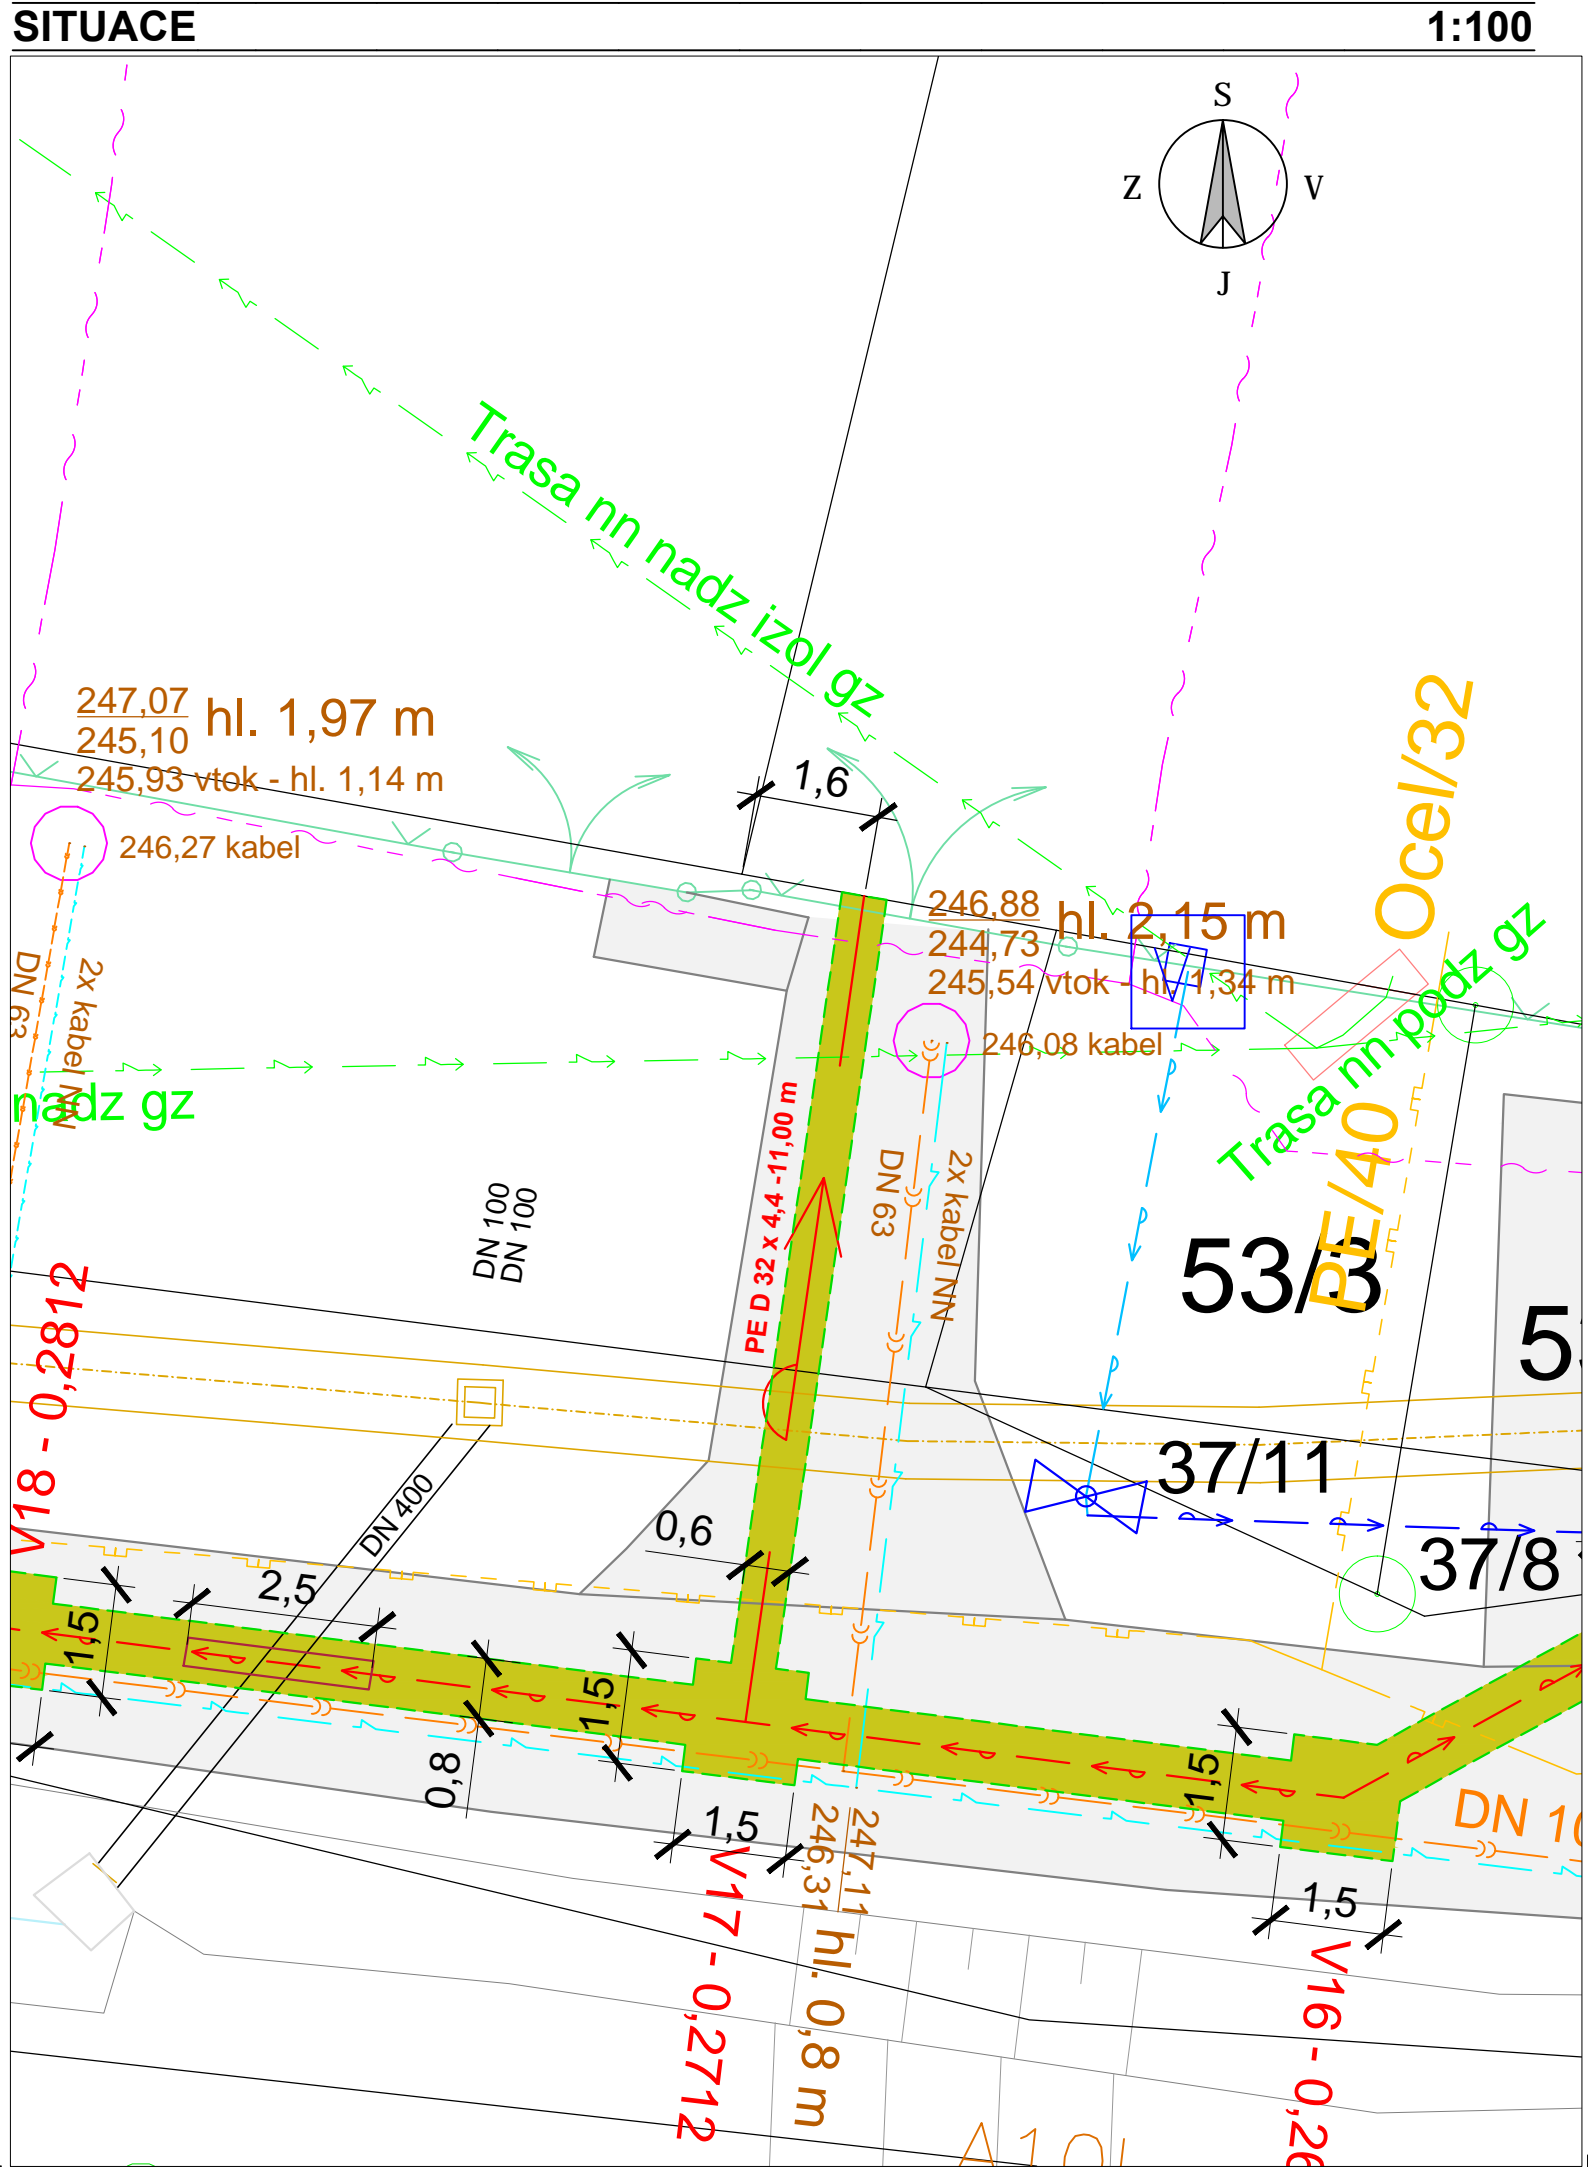 SITUACE 1:100
S
Z V
J
Trasa nn nadz izol gz
247,07
245,10
hl. 1,97 m
245,93 vtok - hl. 1,14 m
246,27 kabel
1,6
Ocel/32
246,88
244,73
hl. 2,15 m
245,54 vtok - hl. 1,34 m
246,08 kabel
DN 63
2x kabel NN
nadz gz
Trasa nn podz gz
PE/40
PE D 32 x 4,4 -11,00 m
DN 63
2x kabel NN
DN 100
DN 100
53/3
V18 - 0,2812
37/11
DN 400
0,6
37/8
2,5
1,5
1,5
0,8
1,5
1,5
1,5
DN 10
247,11
246,31
hl. 0,8 m
V17 - 0,2712
V16 - 0,26